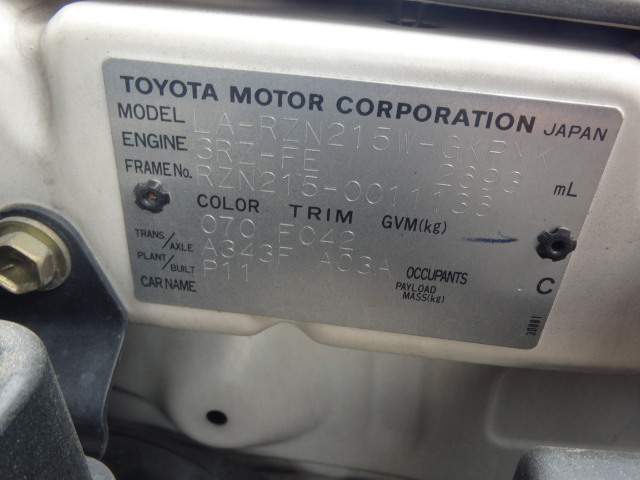 TOYOTA MOTOR CORPORATION JAPAN
MODEL LA-RZN215W-GKPNK
ENGINE 3RZ-FE 2693 mL
FRAME No. RZN215-0011133
COLOR TRIM GVM(kg)
070 FC42
TRANS./AXLE A343F A03A
PLANT/BUILT P11 OCCUPANTS C
CAR NAME PAYLOAD MASS(kg)